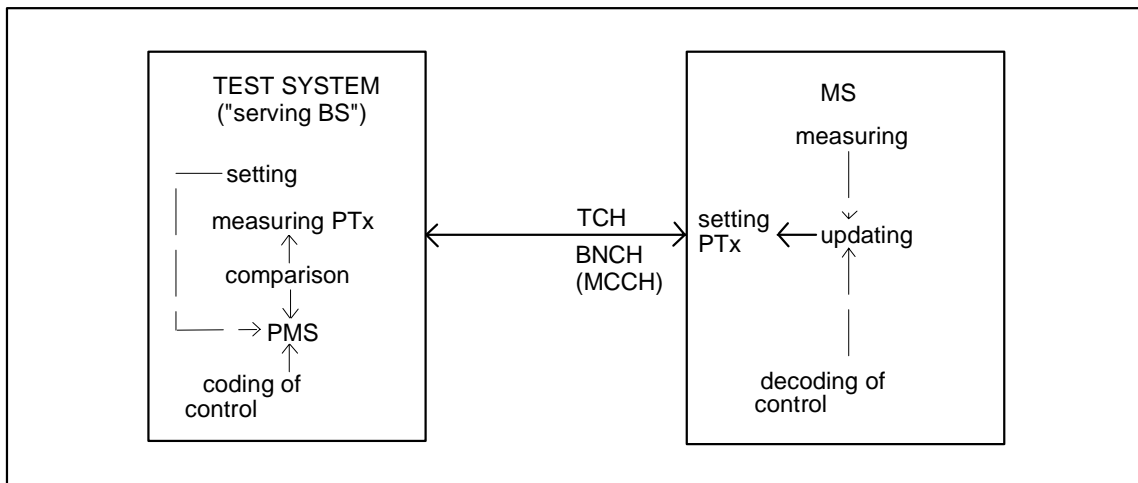 TEST SYSTEM
("serving BS")
setting
measuring PTx
comparison
PMS
coding of
control
TCH
BNCH
(MCCH)
MS
measuring
setting
PTx
updating
decoding of
control